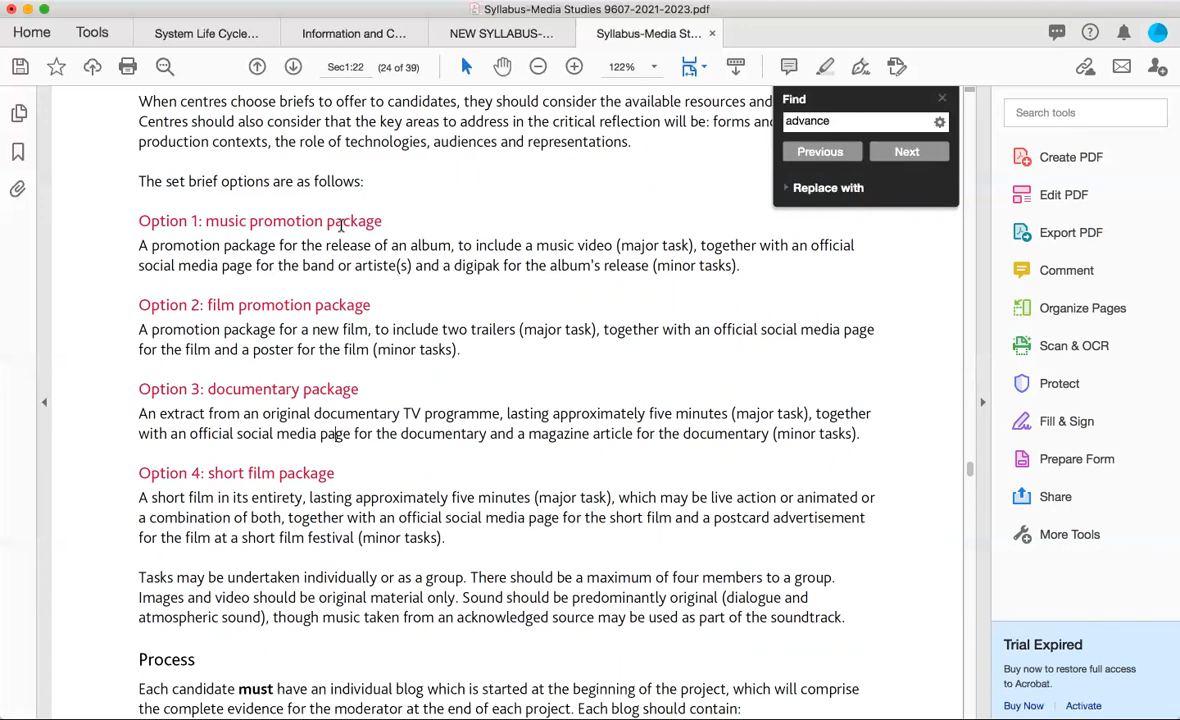 Syllabus-Media Studies 9607-2021-2023.pdf
Home
Tools
System Life Cycle...
Information and C...
NEW SYLLABUS-...
Syllabus-Media St...
Sec1:22
(24 of 39)
122%
When centres choose briefs to offer to candidates, they should consider the available resources and
Centres should also consider that the key areas to address in the critical reflection will be: forms and
production contexts, the role of technologies, audiences and representations.
The set brief options are as follows:
Option 1: music promotion package
A promotion package for the release of an album, to include a music video (major task), together with an official
social media page for the band or artiste(s) and a digipak for the album's release (minor tasks).
Option 2: film promotion package
A promotion package for a new film, to include two trailers (major task), together with an official social media page
for the film and a poster for the film (minor tasks).
Option 3: documentary package
An extract from an original documentary TV programme, lasting approximately five minutes (major task), together
with an official social media page for the documentary and a magazine article for the documentary (minor tasks).
Option 4: short film package
A short film in its entirety, lasting approximately five minutes (major task), which may be live action or animated or
a combination of both, together with an official social media page for the short film and a postcard advertisement
for the film at a short film festival (minor tasks).
Tasks may be undertaken individually or as a group. There should be a maximum of four members to a group.
Images and video should be original material only. Sound should be predominantly original (dialogue and
atmospheric sound), though music taken from an acknowledged source may be used as part of the soundtrack.
Process
Each candidate must have an individual blog which is started at the beginning of the project, which will comprise
the complete evidence for the moderator at the end of each project. Each blog should contain:
Find
advance
Previous
Next
Replace with
Search tools
Create PDF
Edit PDF
Export PDF
Comment
Organize Pages
Scan & OCR
Protect
Fill & Sign
Prepare Form
Share
More Tools
Trial Expired
Buy now to restore full access
to Acrobat.
Buy Now
Activate